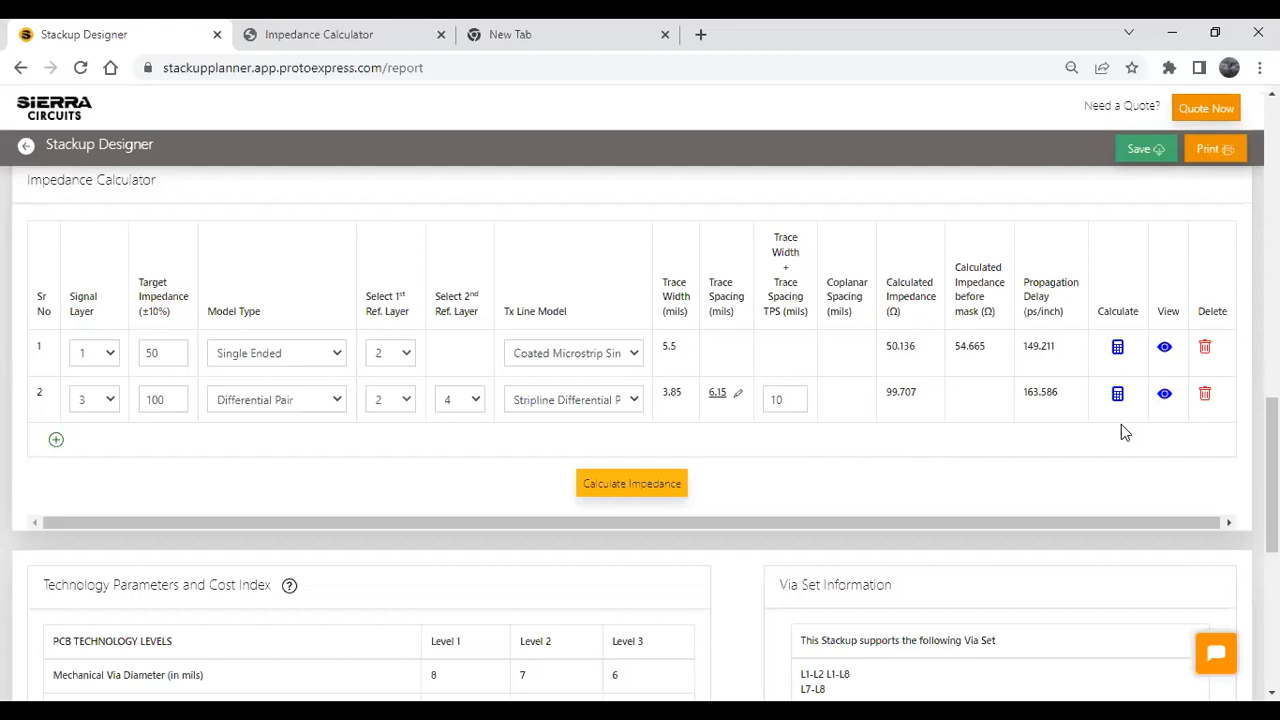 Stackup Designer
Impedance Calculator
New Tab
stackupplanner.app.protoexpress.com/report
SIERRA
CIRCUITS
Need a Quote?
Quote Now
Stackup Designer
Save
Print
Impedance Calculator
Sr No
Signal Layer
Target Impedance (±10%)
Model Type
Select 1st Ref. Layer
Select 2nd Ref. Layer
Tx Line Model
Trace Width (mils)
Trace Spacing (mils)
Trace Width + Trace Spacing TPS (mils)
Coplanar Spacing (mils)
Calculated Impedance (Ω)
Calculated Impedance before mask (Ω)
Propagation Delay (ps/inch)
Calculate
View
Delete
1 1 50 Single Ended 2 Coated Microstrip Sin 5.5 50.136 54.665 149.211
2 3 100 Differential Pair 2 4 Stripline Differential P 3.85 6.15 10 99.707 163.586
Calculate Impedance
Technology Parameters and Cost Index ?
PCB TECHNOLOGY LEVELS Level 1 Level 2 Level 3
Mechanical Via Diameter (in mils) 8 7 6
Via Set Information
This Stackup supports the following Via Set
L1-L2 L1-L8
L7-L8